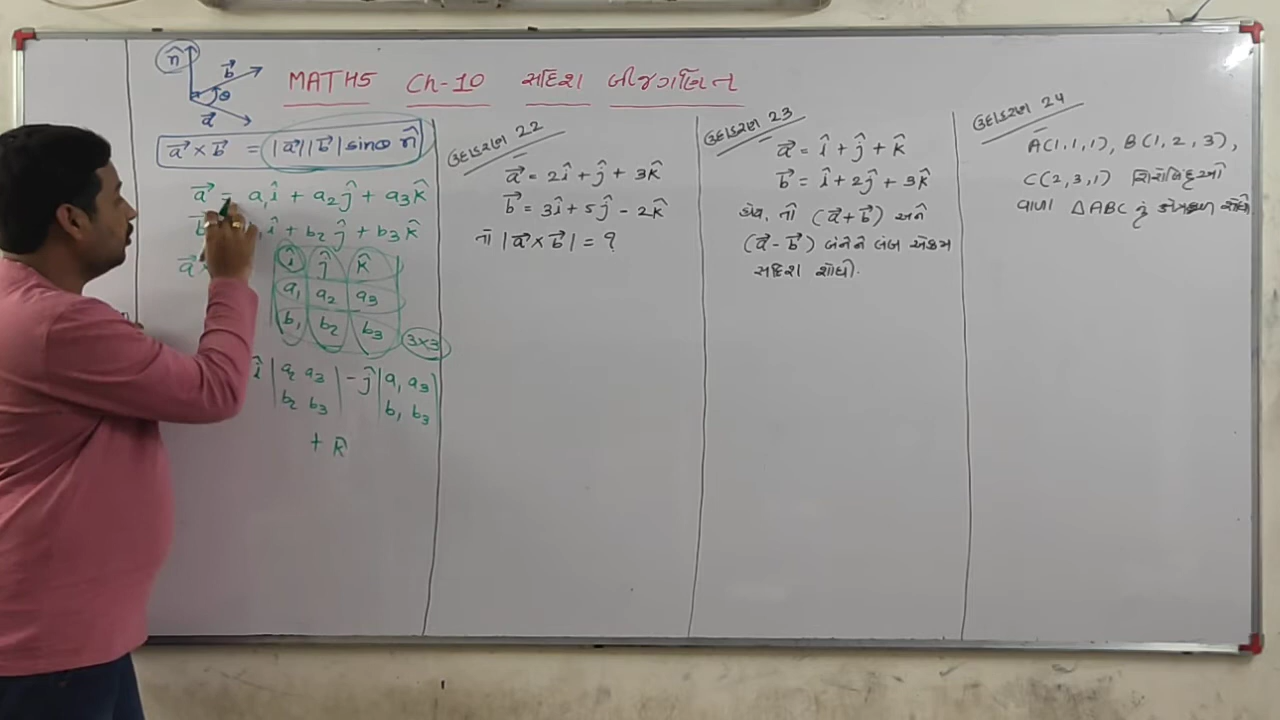 MATHS Ch-10 સદિશ બીજગણિત
n̂
b⃗
θ
a⃗
a⃗ × b⃗ = |a⃗||b⃗| sinθ n̂
a⃗ = a₁î + a₂ĵ + a₃k̂
b⃗ î + b₂ĵ + b₃k̂
a⃗×
î ĵ k̂
a₁ a₂ a₃
b₁ b₂ b₃
3×3
î |a₂ a₃| - ĵ |a₁ a₃|
b₂ b₃ b₁ b₃
+ k̂
ઉદાહરણ 22
a⃗ = 2î + ĵ + 3k̂
b⃗ = 3î + 5ĵ - 2k̂
તો |a⃗ × b⃗| = ?
ઉદાહરણ 23
a⃗ = î + ĵ + k̂
b⃗ = î + 2ĵ + 3k̂
હોય, તો (a⃗ + b⃗) અને
(a⃗ - b⃗) બંનેને લંબ એકમ
સદિશ શોધો.
ઉદાહરણ 24
A(1,1,1), B(1,2,3),
C(2,3,1) શિરોબિંદુઓ
વાળા △ABC નું